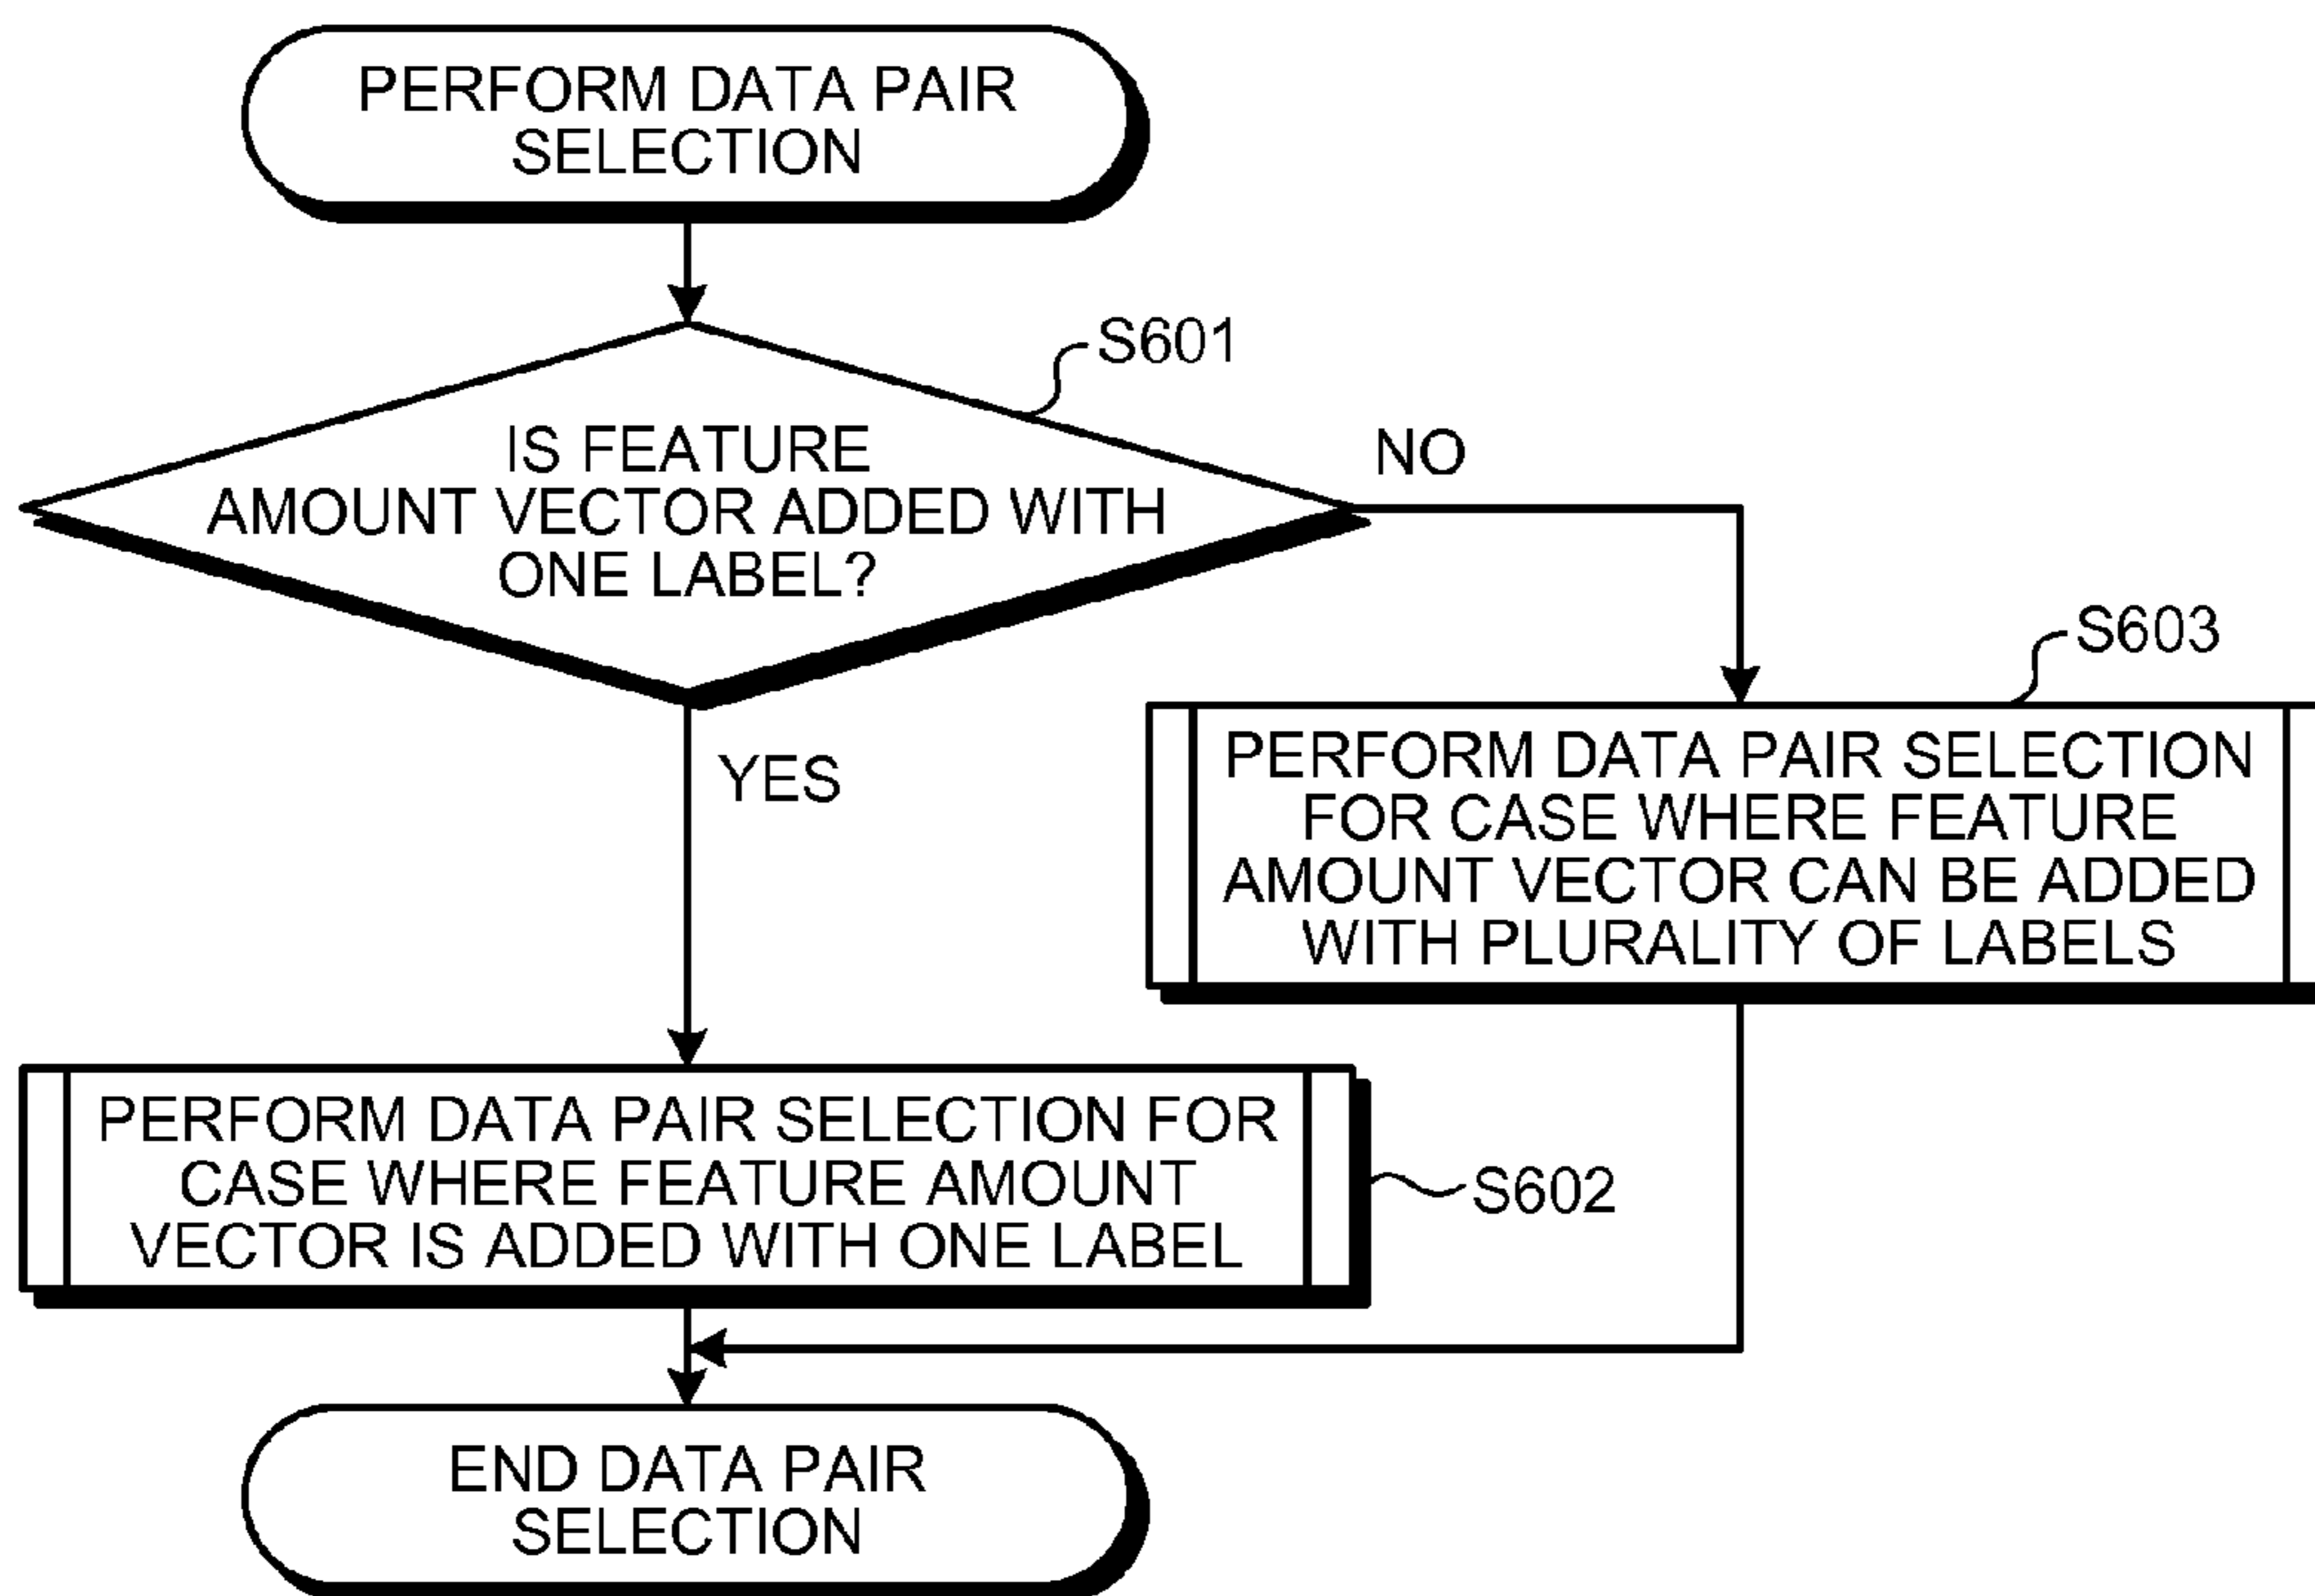 PERFORM DATA PAIR
SELECTION
S601
IS FEATURE
AMOUNT VECTOR ADDED WITH
ONE LABEL?
NO
S603
YES
PERFORM DATA PAIR SELECTION
FOR CASE WHERE FEATURE
AMOUNT VECTOR CAN BE ADDED
WITH PLURALITY OF LABELS
PERFORM DATA PAIR SELECTION FOR
CASE WHERE FEATURE AMOUNT
VECTOR IS ADDED WITH ONE LABEL
S602
END DATA PAIR
SELECTION